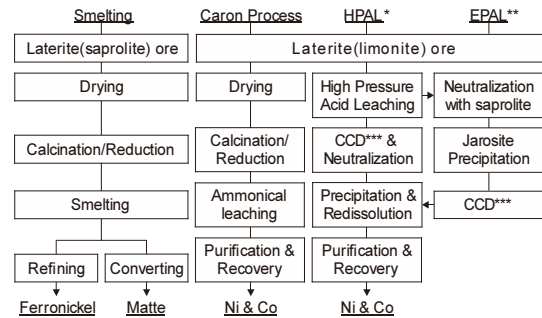 Smelting
Caron Process
HPAL*
EPAL**
Laterite(saprolite) ore
Laterite(limonite) ore
Drying
Drying
High Pressure
Acid Leaching
Neutralization
with saprolite
Calcination/Reduction
Calcination/
Reduction
CCD*** &
Neutralization
Jarosite
Precipitation
Smelting
Ammonical
leaching
Precipitation &
Redissolution
CCD***
Refining
Converting
Purification &
Recovery
Purification &
Recovery
Ferronickel
Matte
Ni & Co
Ni & Co